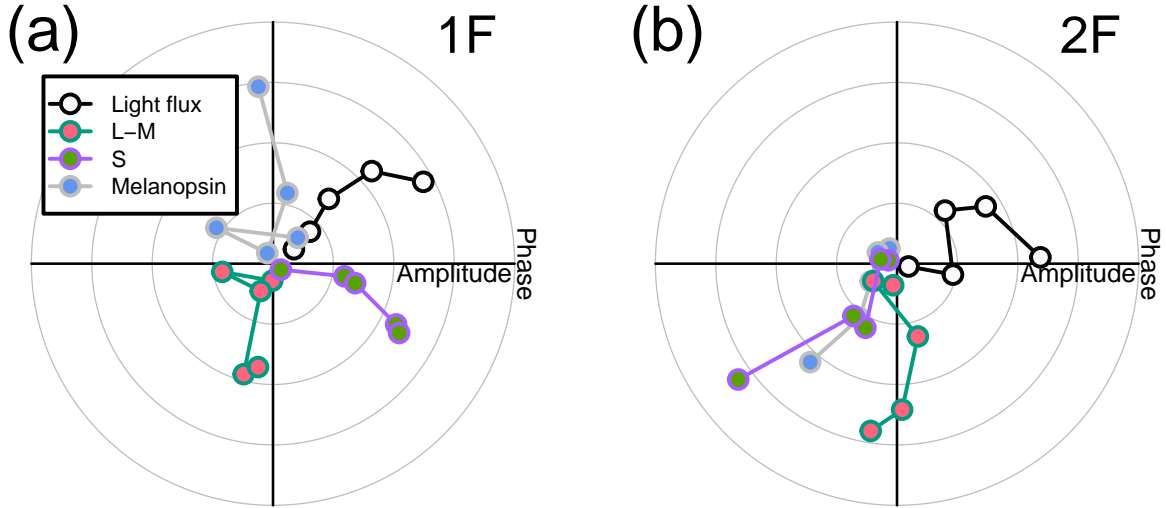 (a)
1F
Light flux
L−M
S
Melanopsin
Amplitude
Phase
(b)
2F
Amplitude
Phase